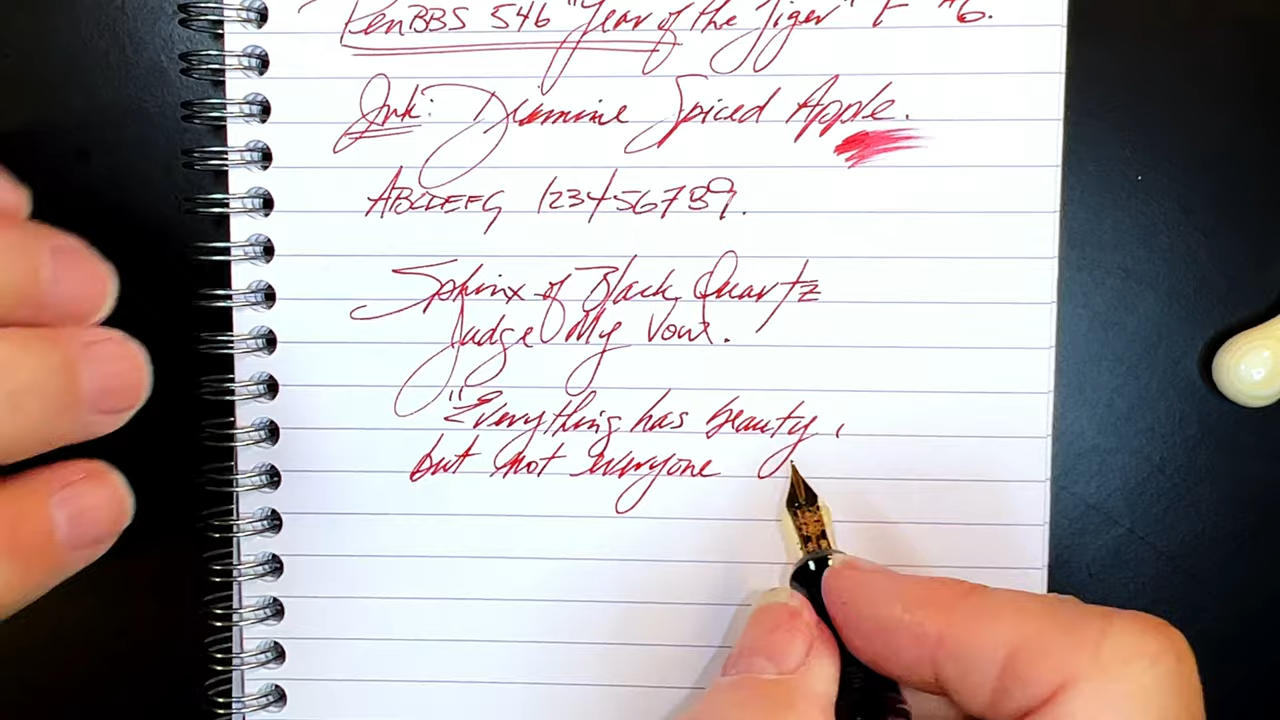 PenBBS 546 "Year of the Tiger" F #6.
Ink: Diamine Spiced Apple.
ABCDEFG 123456789.
Sphinx of Black Quartz
Judge My Vow.
"Everything has beauty,
but not everyone